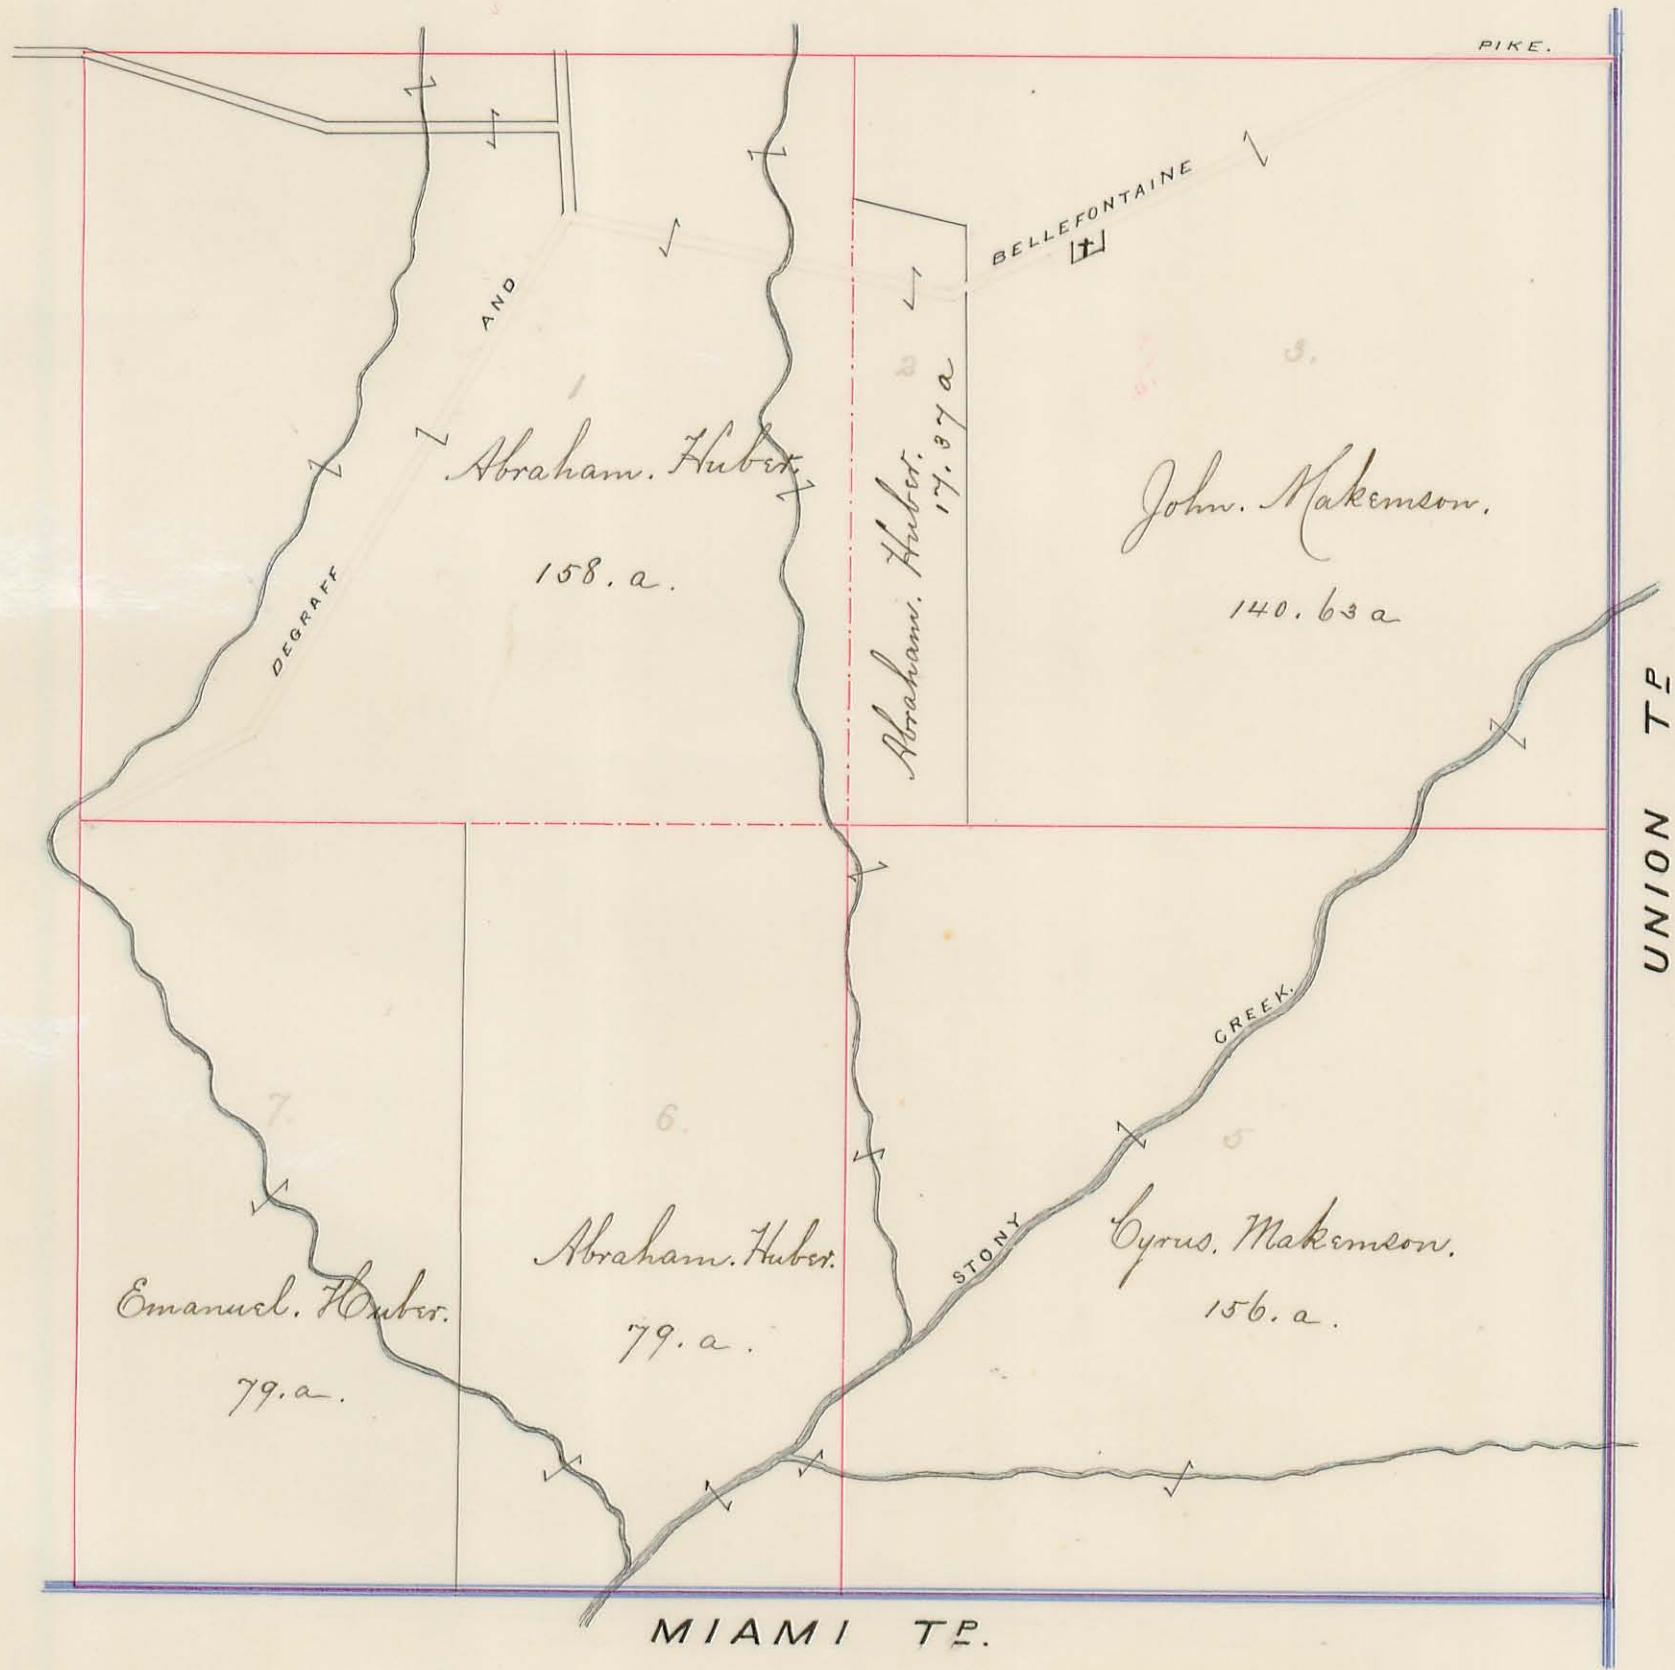 PIKE.
BELLEFONTAINE
AND
DEGRAFF
1
Abraham. Huber.
158. a.
2
Abraham. Huber.
17.37 a
3.
John. Makemson.
140. 63 a
UNION TP
7.
Emanuel. Huber.
79. a.
6.
Abraham. Huber.
79. a.
CREEK.
STONY
5
Cyrus. Makemson.
156. a.
MIAMI TP.